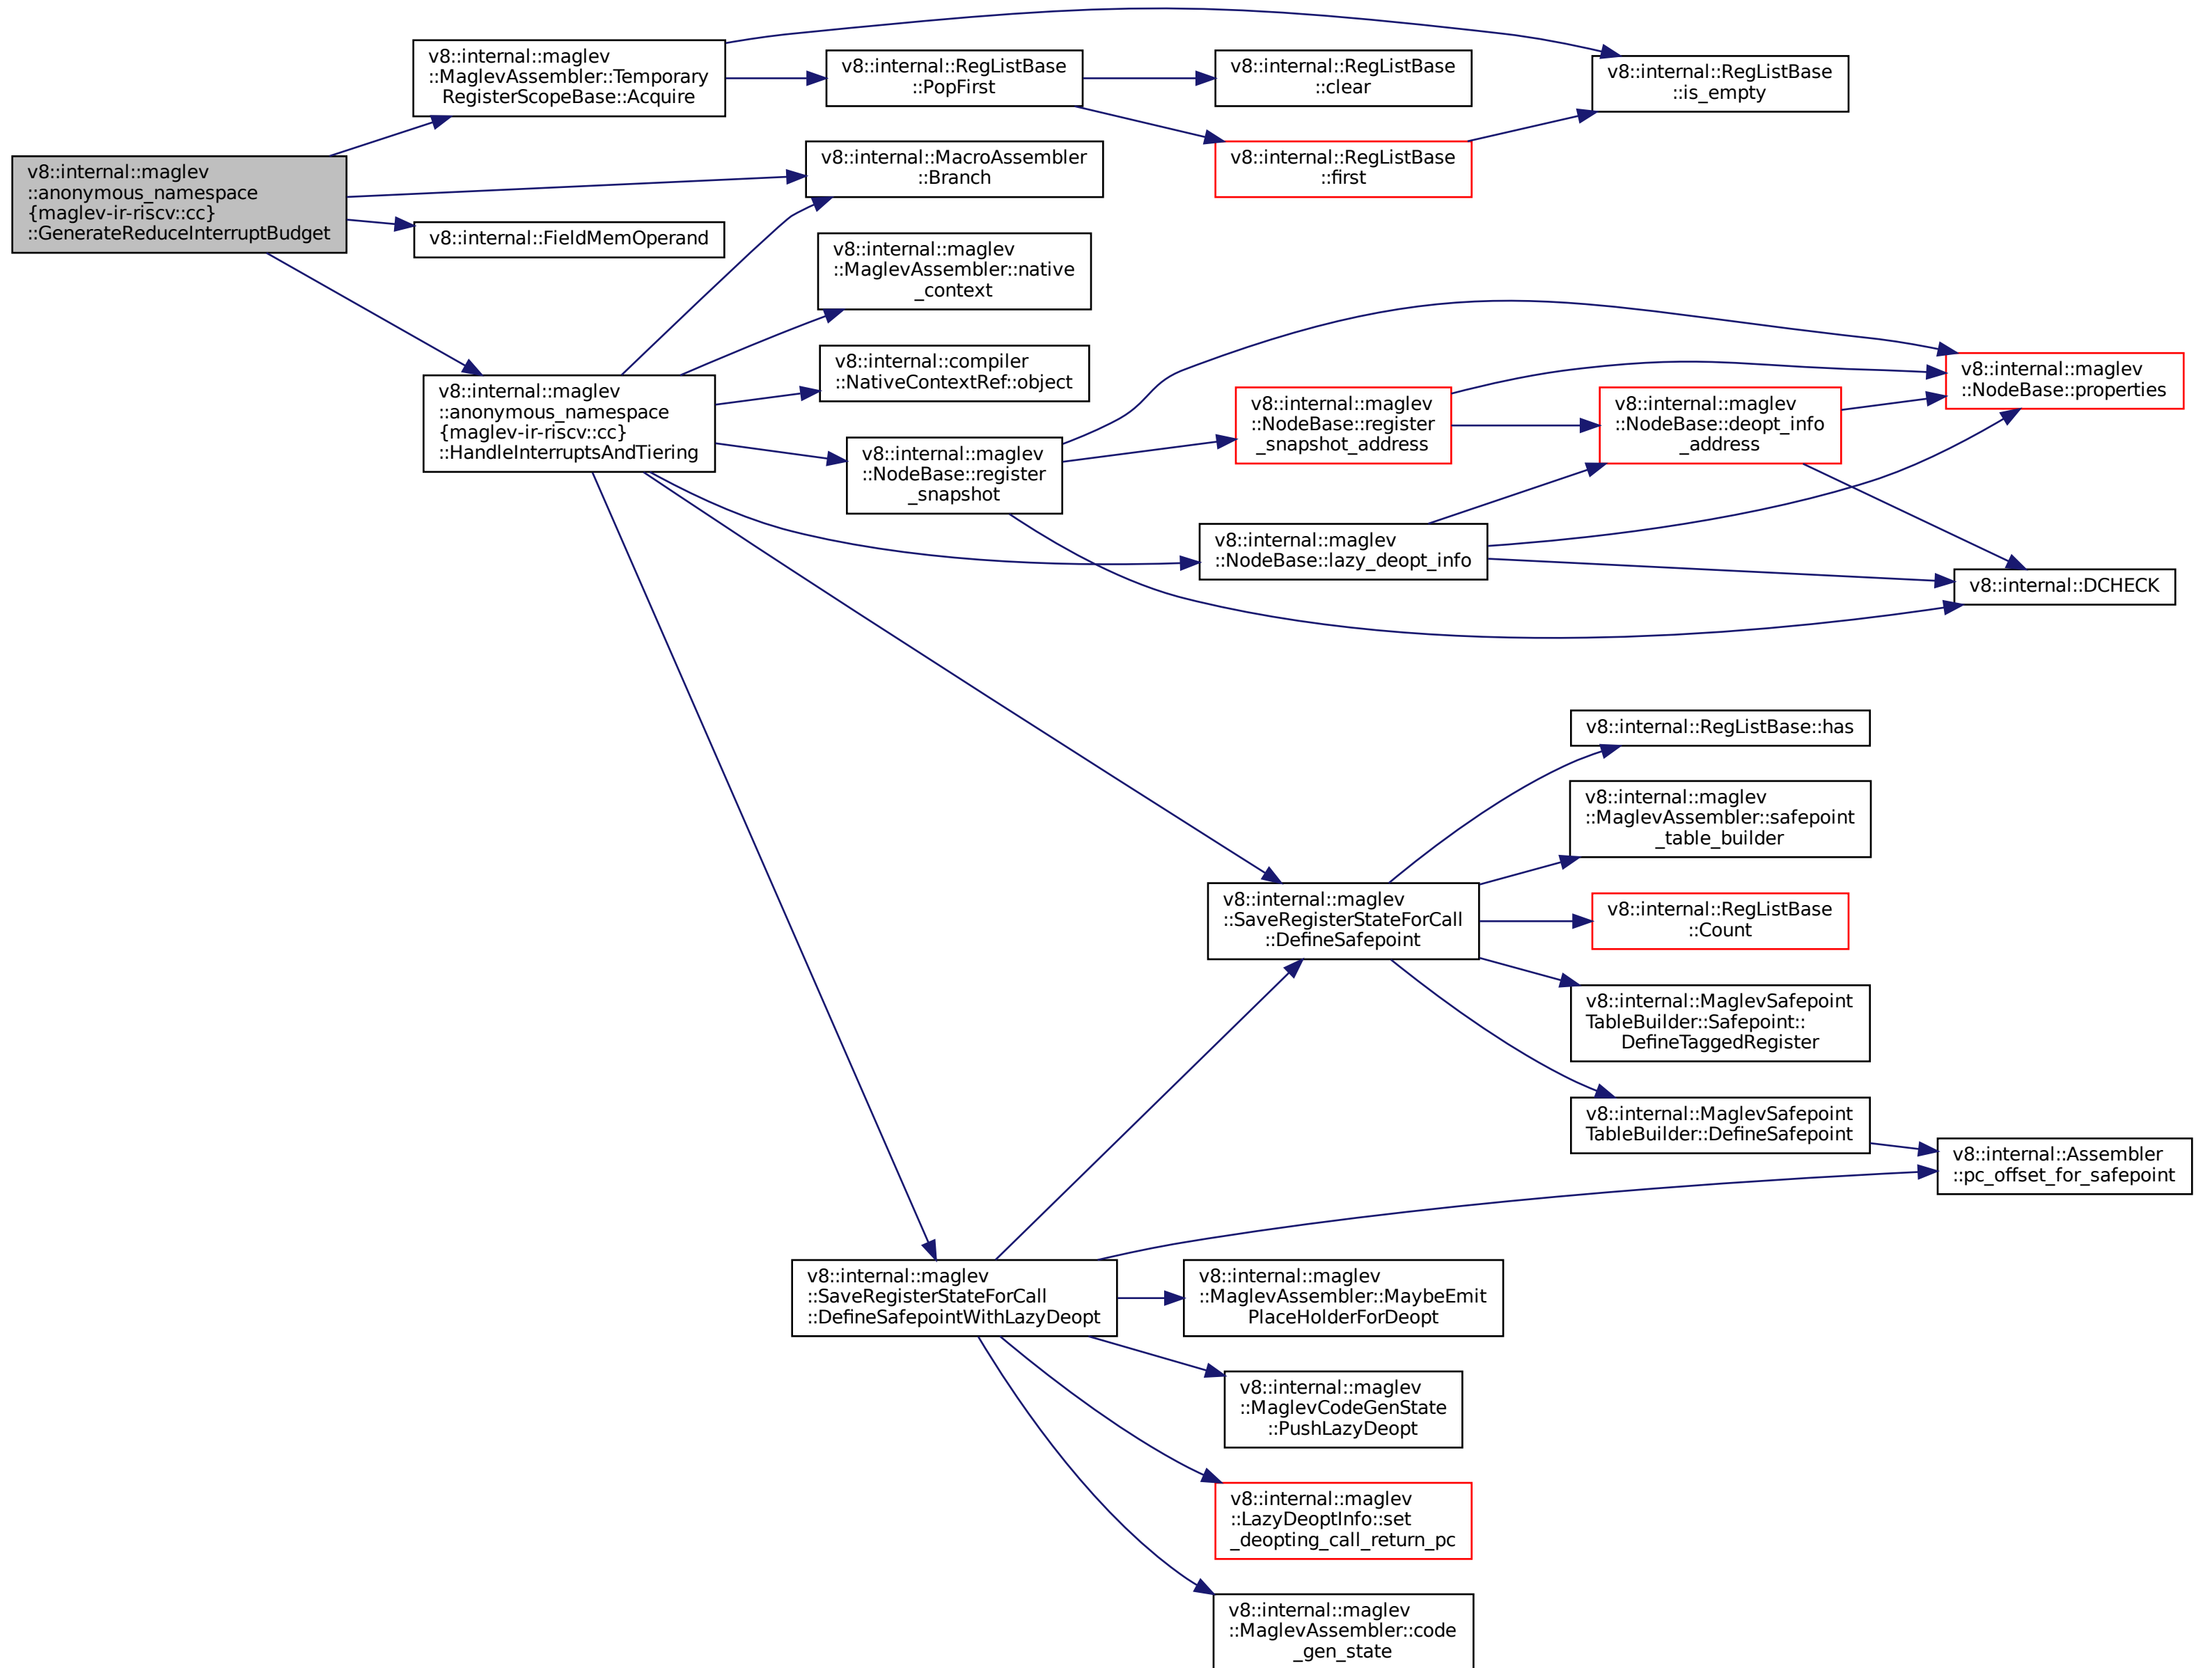 v8::internal::maglev
::anonymous_namespace
{maglev-ir-riscv::cc}
::GenerateReduceInterruptBudget
v8::internal::maglev
::MaglevAssembler::Temporary
RegisterScopeBase::Acquire
v8::internal::RegListBase
::PopFirst
v8::internal::RegListBase
::clear
v8::internal::RegListBase
::is_empty
v8::internal::RegListBase
::first
v8::internal::MacroAssembler
::Branch
v8::internal::FieldMemOperand
v8::internal::maglev
::anonymous_namespace
{maglev-ir-riscv::cc}
::HandleInterruptsAndTiering
v8::internal::maglev
::MaglevAssembler::native
_context
v8::internal::compiler
::NativeContextRef::object
v8::internal::maglev
::NodeBase::register
_snapshot
v8::internal::maglev
::NodeBase::register
_snapshot_address
v8::internal::maglev
::NodeBase::deopt_info
_address
v8::internal::maglev
::NodeBase::properties
v8::internal::maglev
::NodeBase::lazy_deopt_info
v8::internal::DCHECK
v8::internal::maglev
::SaveRegisterStateForCall
::DefineSafepoint
v8::internal::RegListBase::has
v8::internal::maglev
::MaglevAssembler::safepoint
_table_builder
v8::internal::RegListBase
::Count
v8::internal::MaglevSafepoint
TableBuilder::Safepoint::
DefineTaggedRegister
v8::internal::MaglevSafepoint
TableBuilder::DefineSafepoint
v8::internal::Assembler
::pc_offset_for_safepoint
v8::internal::maglev
::SaveRegisterStateForCall
::DefineSafepointWithLazyDeopt
v8::internal::maglev
::MaglevAssembler::MaybeEmit
PlaceHolderForDeopt
v8::internal::maglev
::MaglevCodeGenState
::PushLazyDeopt
v8::internal::maglev
::LazyDeoptInfo::set
_deopting_call_return_pc
v8::internal::maglev
::MaglevAssembler::code
_gen_state